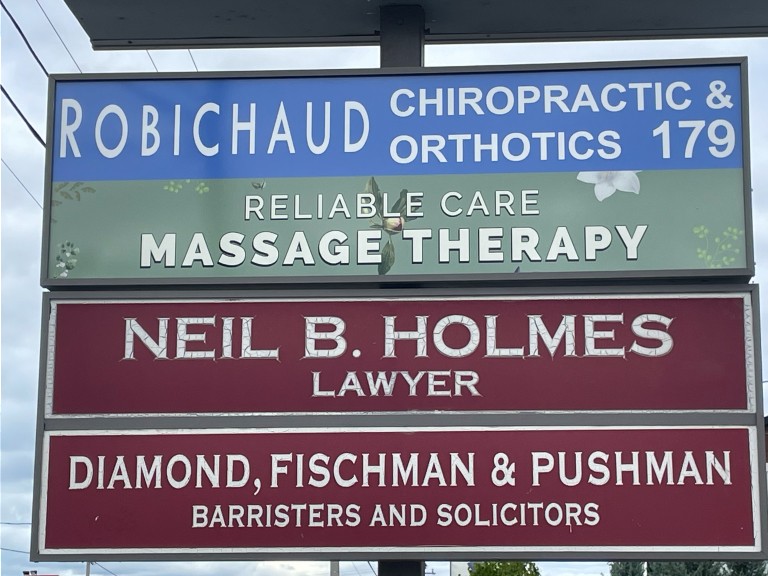 ROBICHAUD CHIROPRACTIC &
ORTHOTICS 179
RELIABLE CARE
MASSAGE THERAPY
NEIL B. HOLMES
LAWYER
DIAMOND, FISCHMAN & PUSHMAN
BARRISTERS AND SOLICITORS